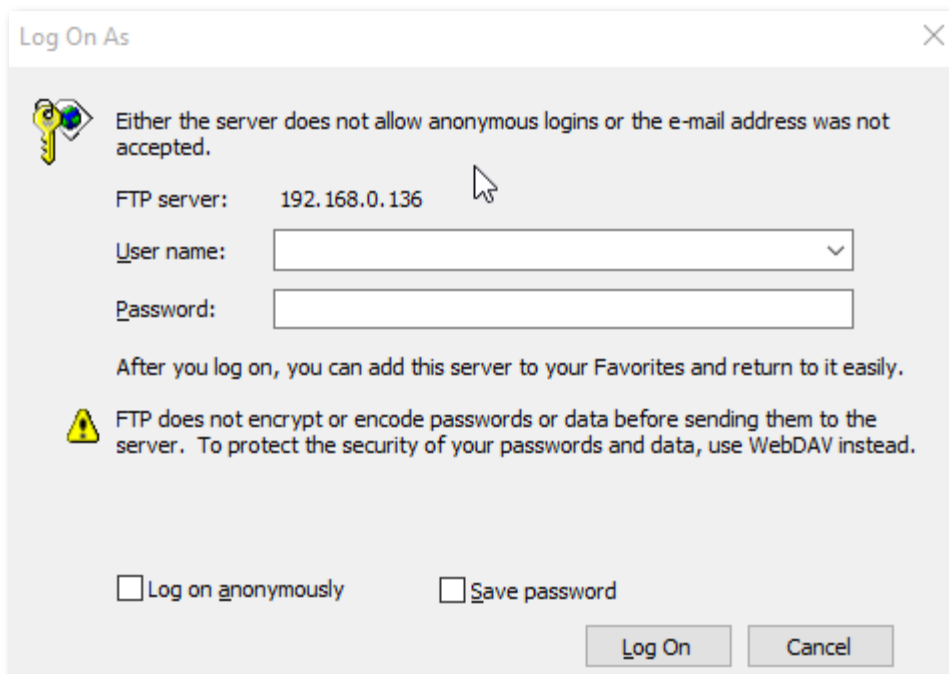 Log On As
Either the server does not allow anonymous logins or the e-mail address was not
accepted.
FTP server: 192.168.0.136
User name:
Password:
After you log on, you can add this server to your Favorites and return to it easily.
FTP does not encrypt or encode passwords or data before sending them to the
server.  To protect the security of your passwords and data, use WebDAV instead.
Log on anonymously Save password
Log On Cancel